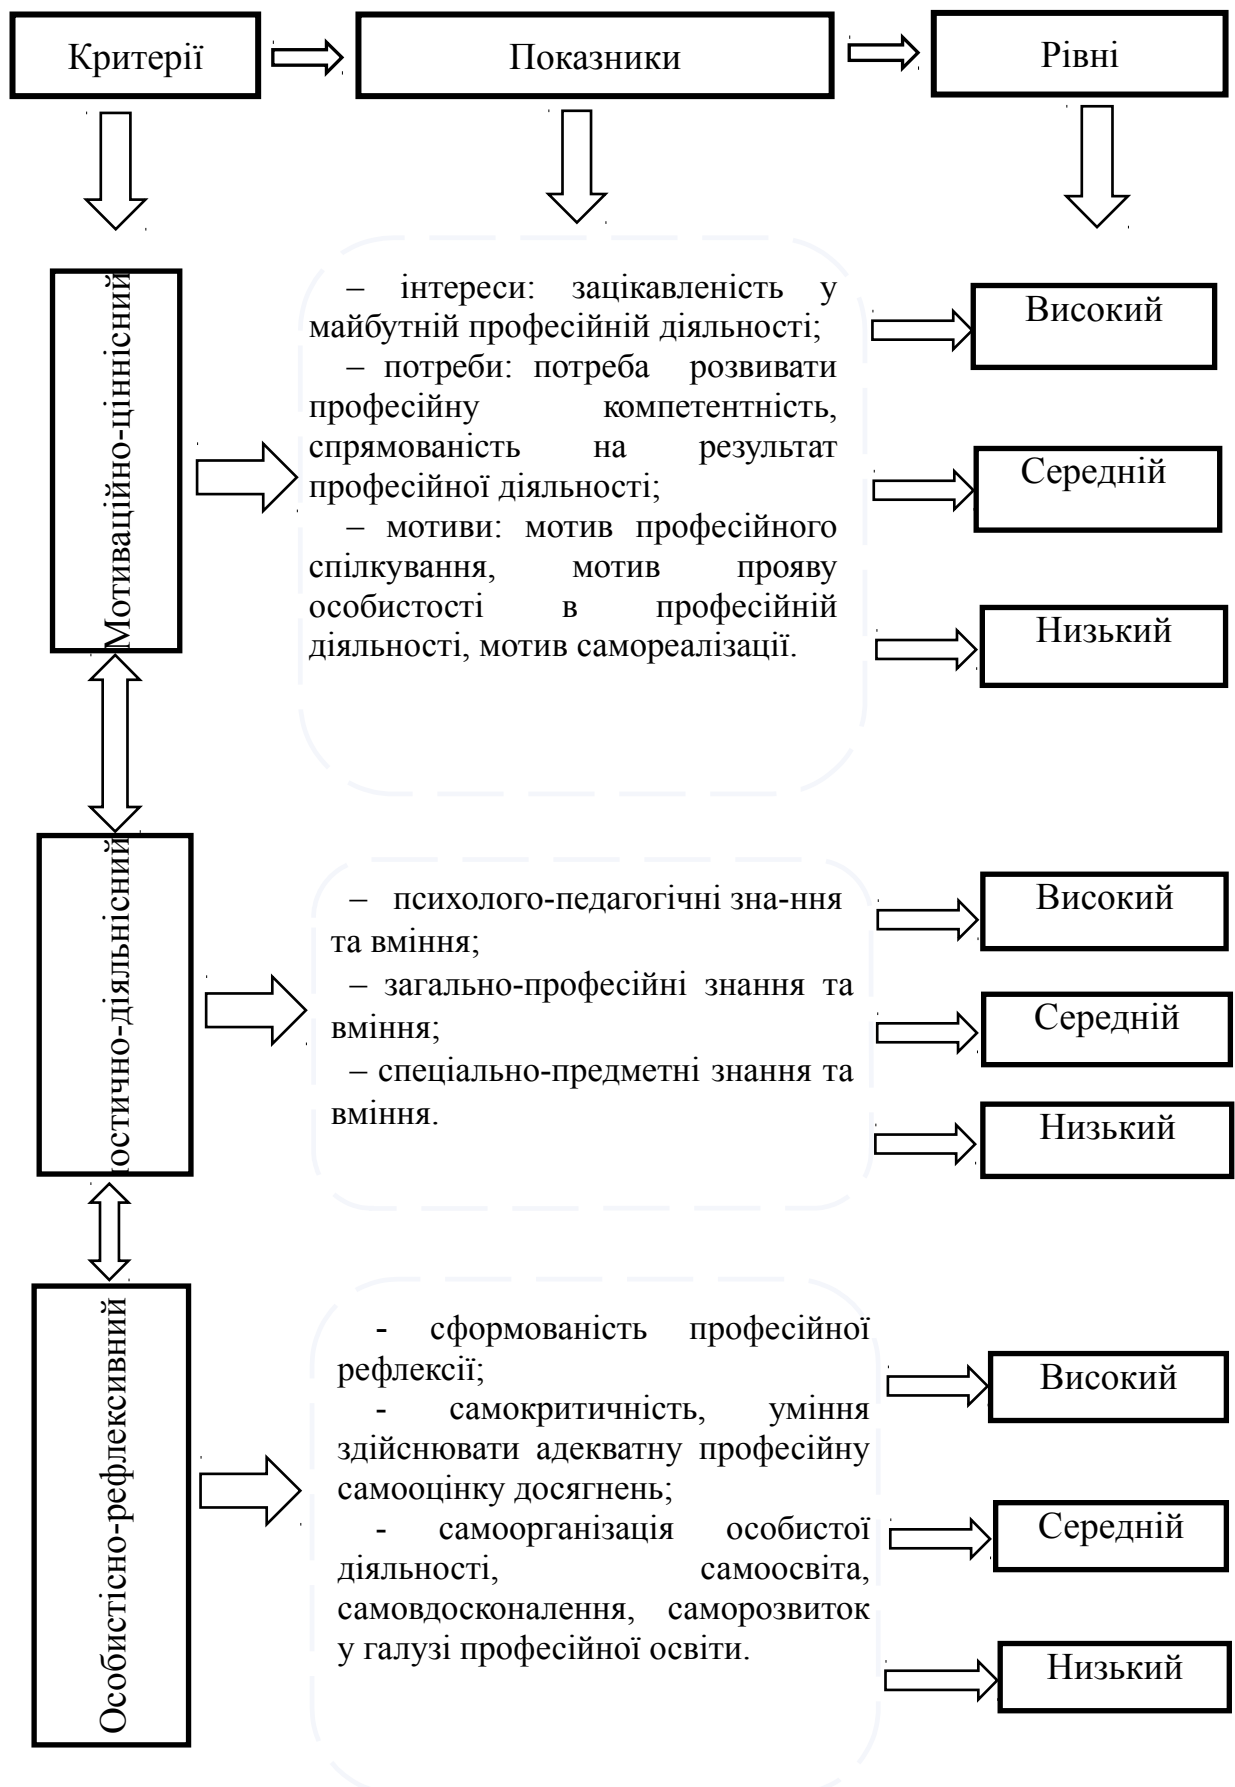 Критерії
Показники
Рівні
Мотиваційно-ціннісний
– інтереси: зацікавленість у
майбутній професійній діяльності;
– потреби: потреба розвивати
професійну компетентність,
спрямованість на результат
професійної діяльності;
– мотиви: мотив професійного
спілкування, мотив прояву
особистості в професійній
діяльності, мотив самореалізації.
Високий
Середній
Низький
остично-діяльнісний
– психолого-педагогічні зна-ння
та вміння;
– загально-професійні знання та
вміння;
– спеціально-предметні знання та
вміння.
Високий
Середній
Низький
Особистісно-рефлексивний
- сформованість професійної
рефлексії;
- самокритичність, уміння
здійснювати адекватну професійну
самооцінку досягнень;
- самоорганізація особистої
діяльності, самоосвіта,
самовдосконалення, саморозвиток
у галузі професійної освіти.
Високий
Середній
Низький